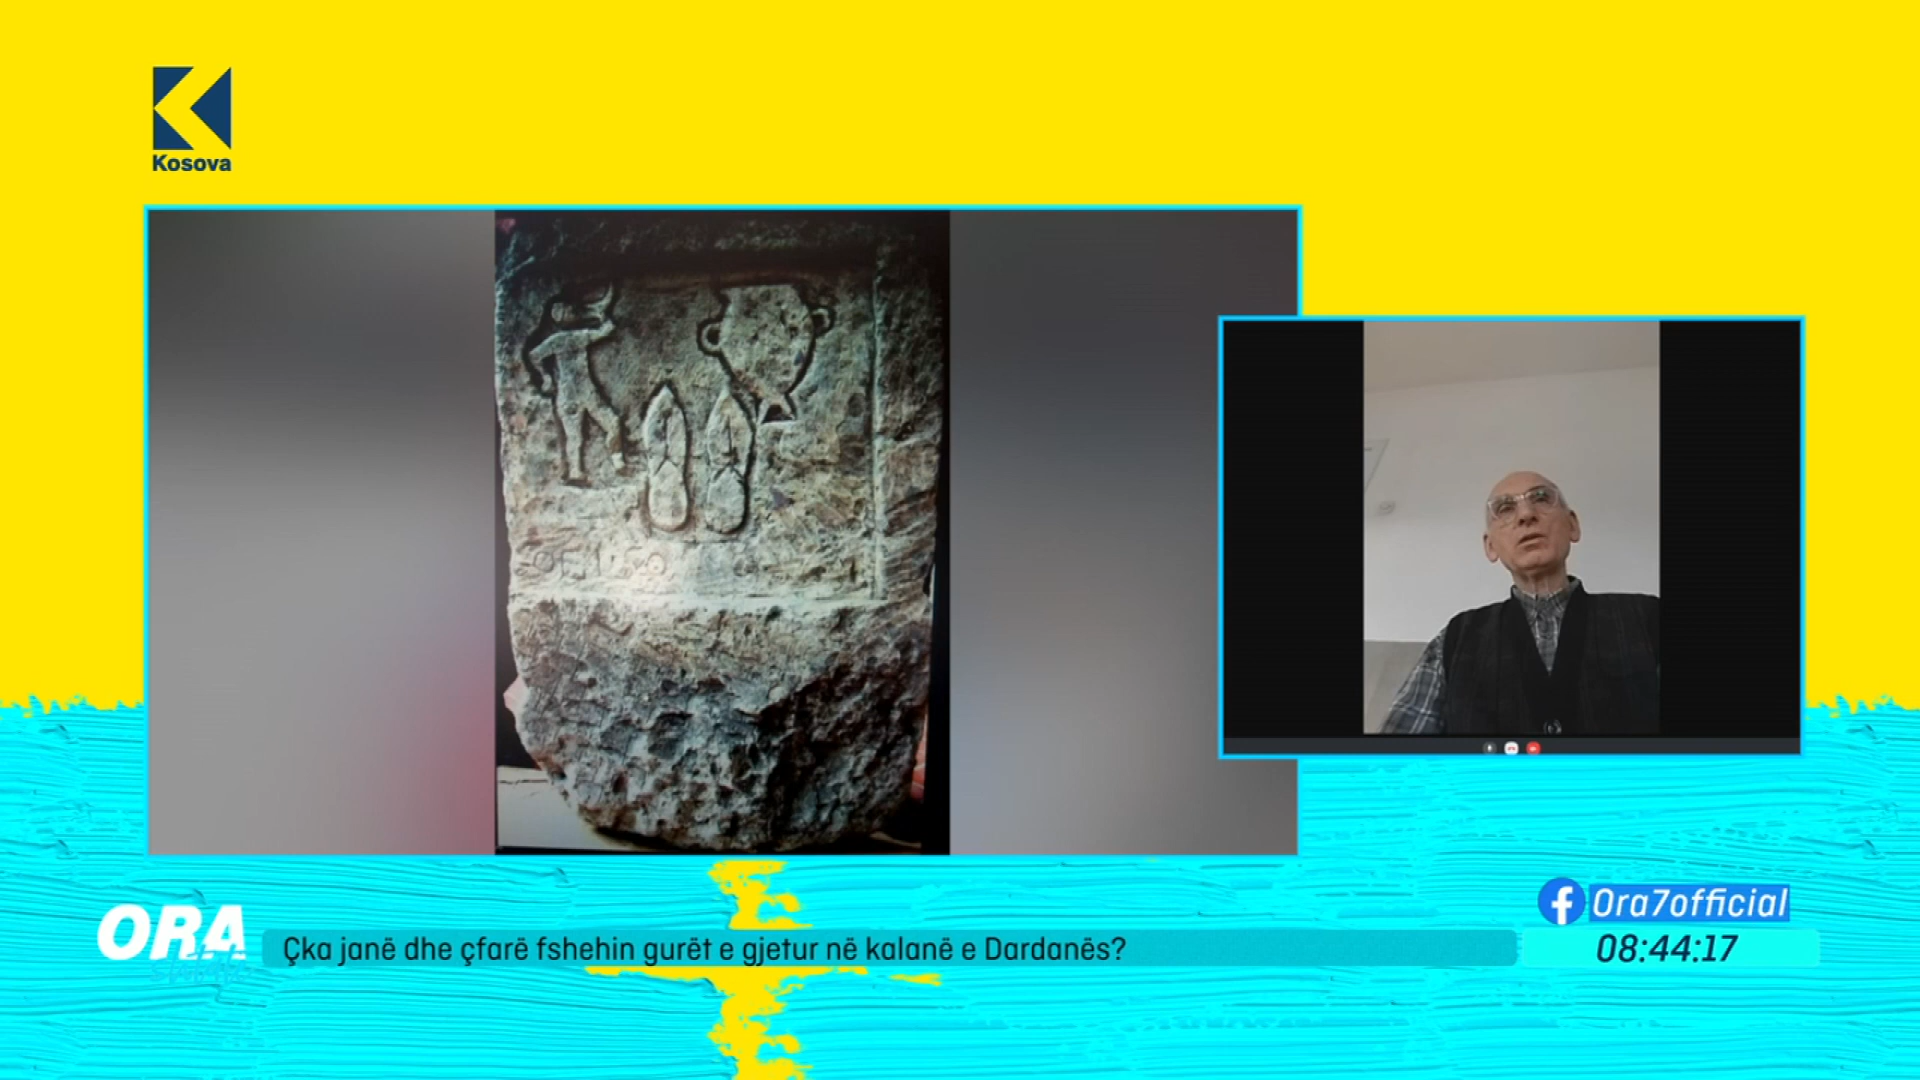 Kosova
ORA
Çka janë dhe çfarë fshehin gurët e gjetur në kalanë e Dardanës?
Ora7official
08:44:17